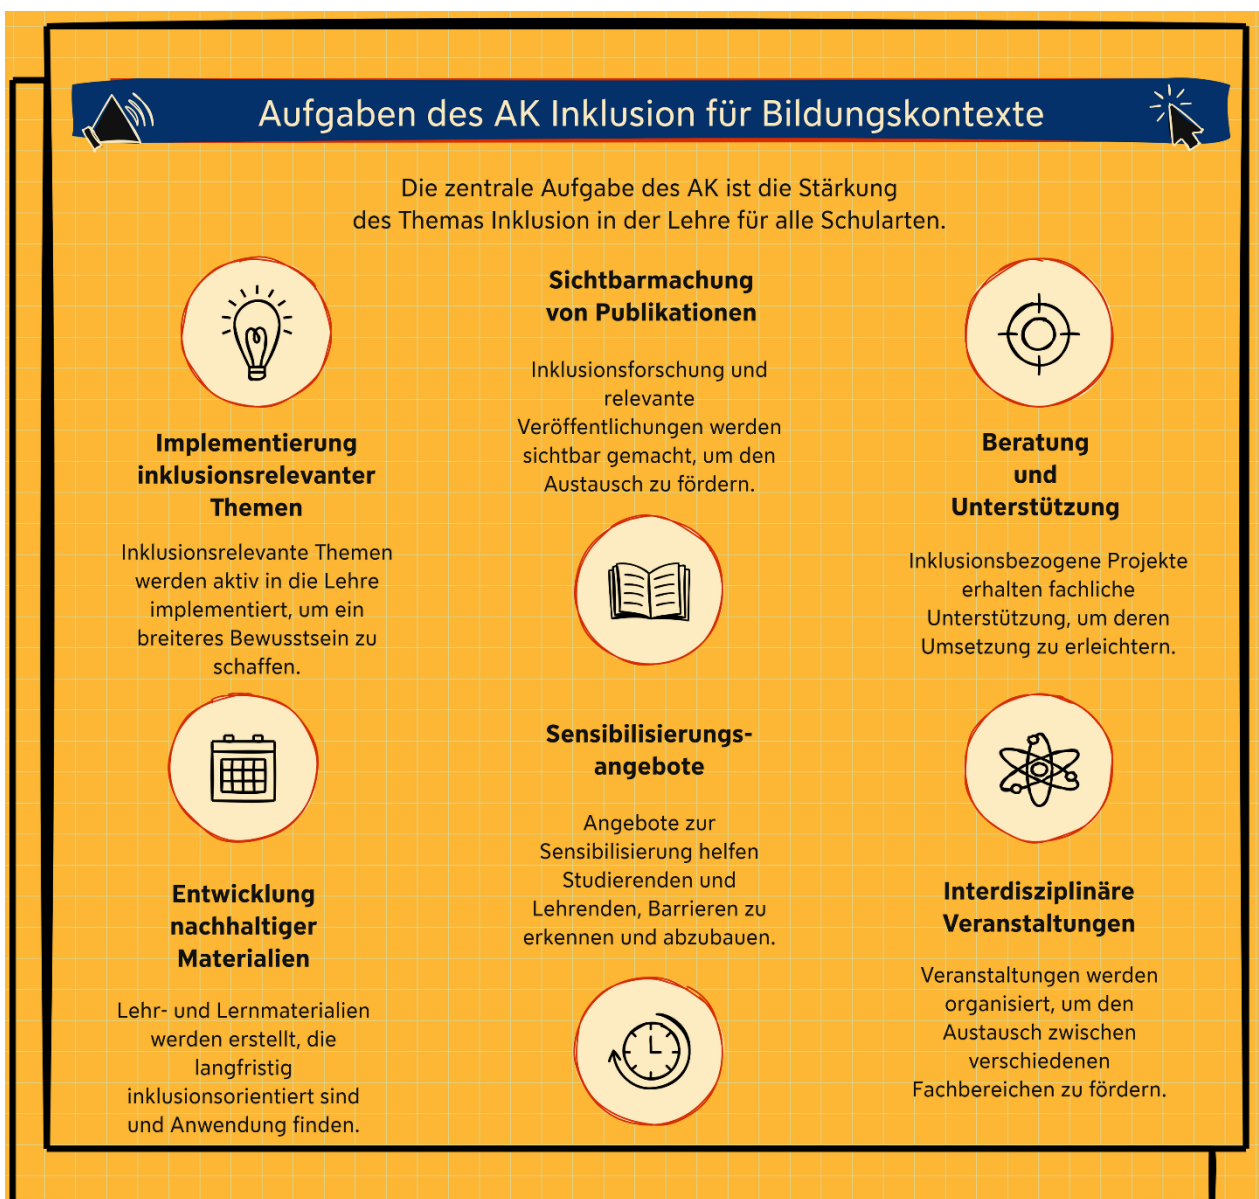 Aufgaben des AK Inklusion für Bildungskontexte
Die zentrale Aufgabe des AK ist die Stärkung
des Themas Inklusion in der Lehre für alle Schularten.
Implementierung
inklusionsrelevanter
Themen
Inklusionsrelevante Themen
werden aktiv in die Lehre
implementiert, um ein
breiteres Bewusstsein zu
schaffen.
Sichtbarmachung
von Publikationen
Inklusionsforschung und
relevante
Veröffentlichungen werden
sichtbar gemacht, um den
Austausch zu fördern.
Beratung
und
Unterstützung
Inklusionsbezogene Projekte
erhalten fachliche
Unterstützung, um deren
Umsetzung zu erleichtern.
Entwicklung
nachhaltiger
Materialien
Lehr- und Lernmaterialien
werden erstellt, die
langfristig
inklusionsorientiert sind
und Anwendung finden.
Sensibilisierungs-
angebote
Angebote zur
Sensibilisierung helfen
Studierenden und
Lehrenden, Barrieren zu
erkennen und abzubauen.
Interdisziplinäre
Veranstaltungen
Veranstaltungen werden
organisiert, um den
Austausch zwischen
verschiedenen
Fachbereichen zu fördern.